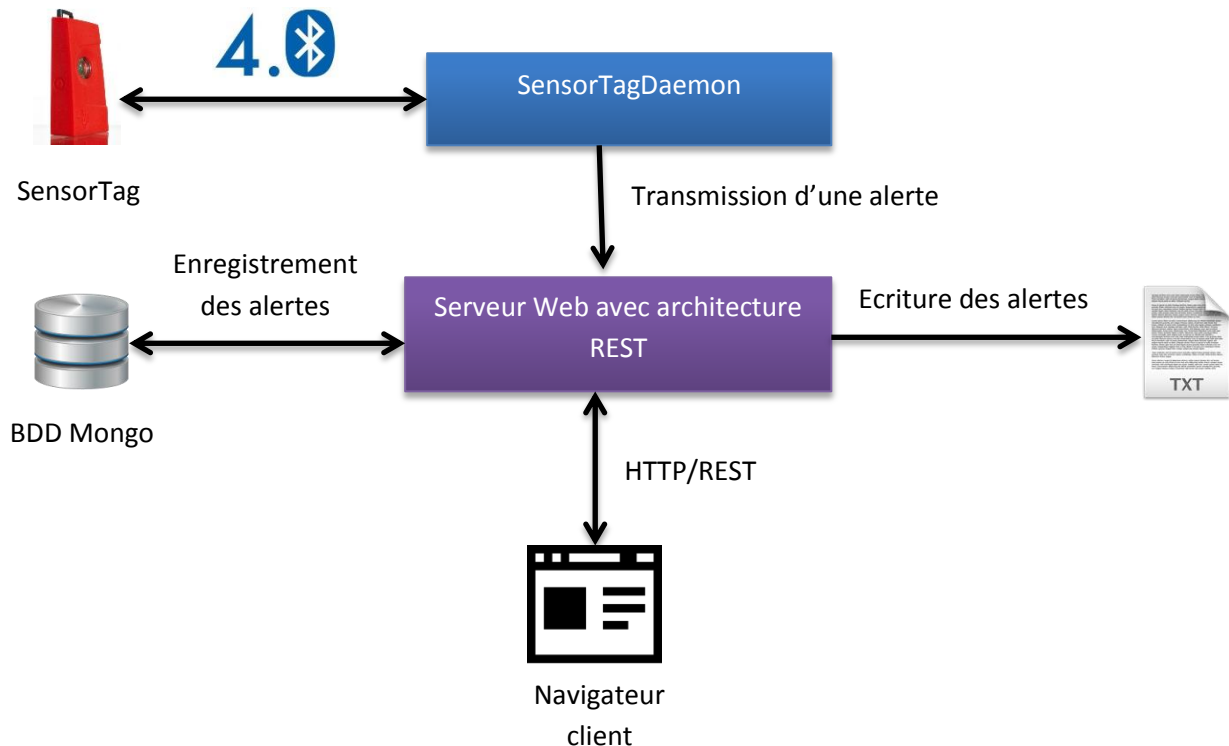 4.0
SensorTagDaemon
SensorTag
Transmission d’une alerte
Enregistrement
des alertes
Serveur Web avec architecture
REST
Ecriture des alertes
TXT
BDD Mongo
HTTP/REST
Navigateur
client